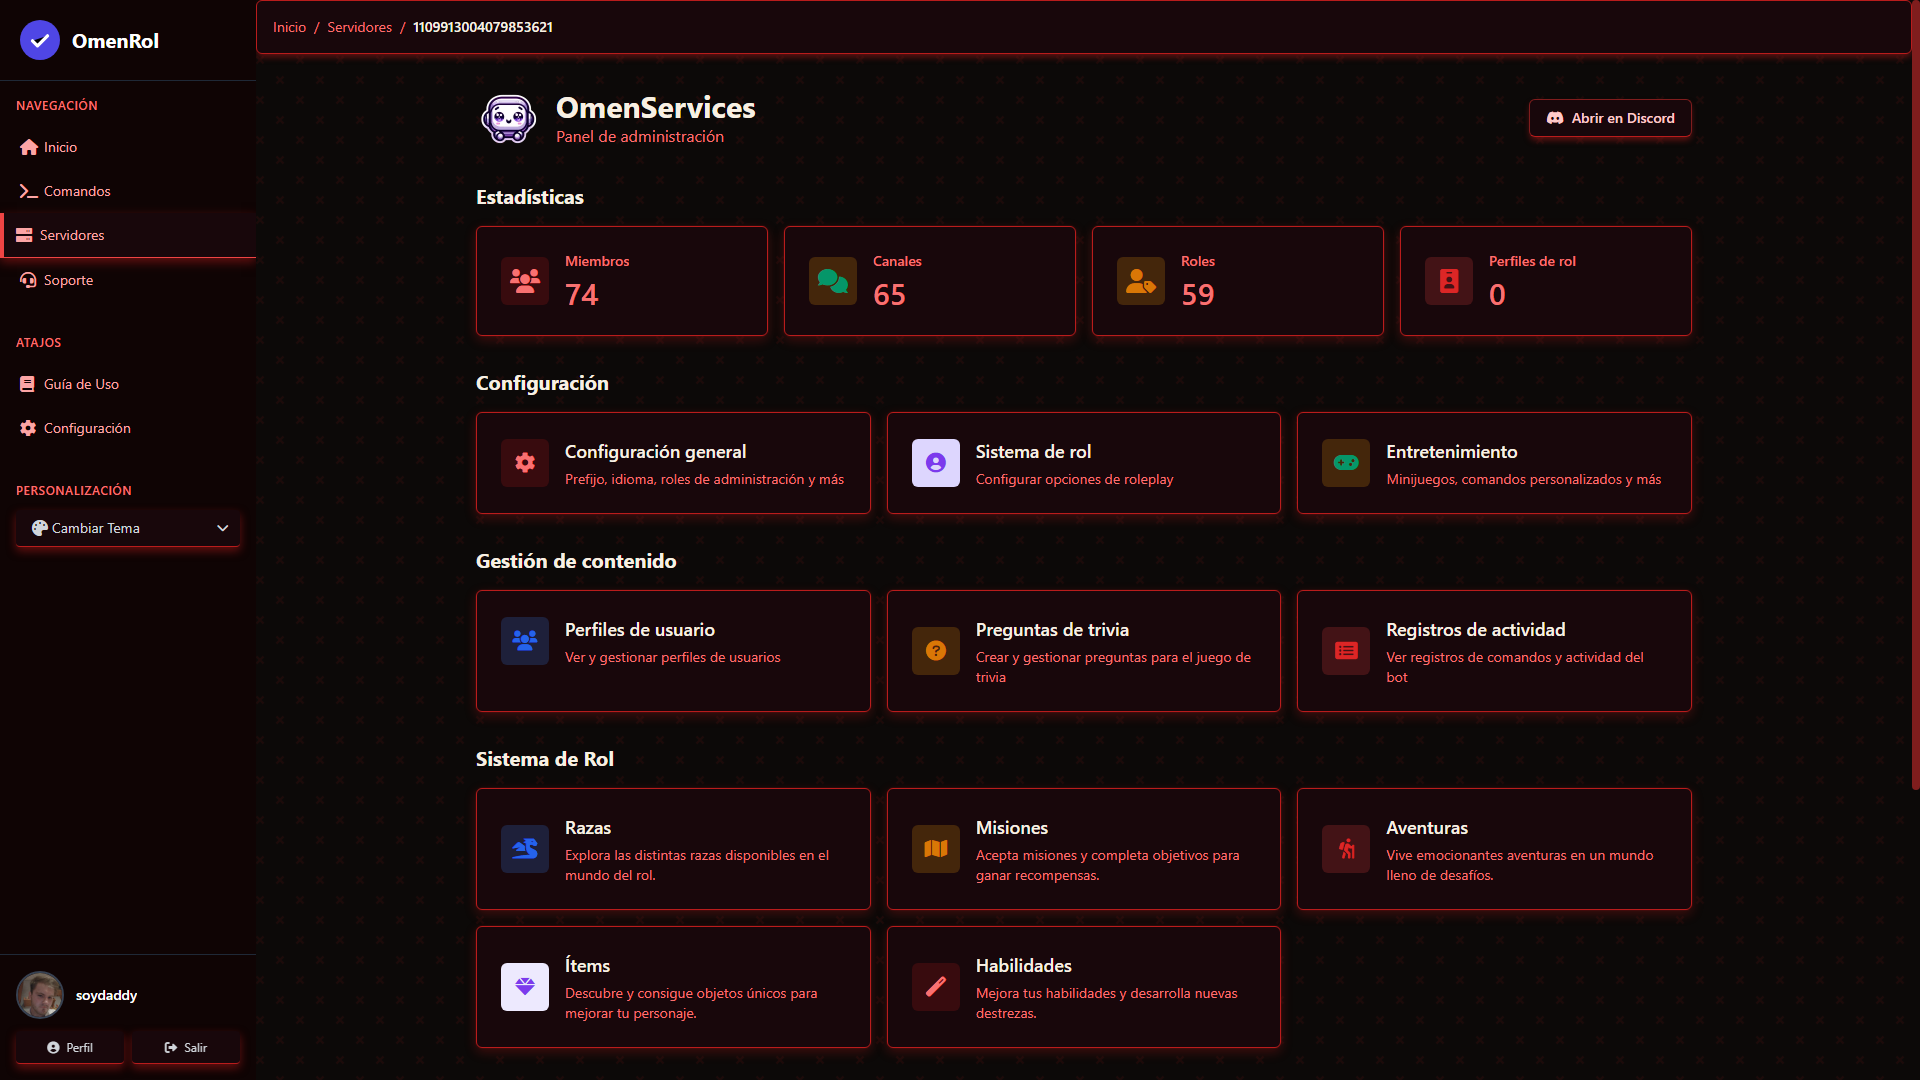 OmenRol
NAVEGACIÓN
Inicio
Comandos
Servidores
Soporte
ATAJOS
Guía de Uso
Configuración
PERSONALIZACIÓN
Cambiar Tema
soydaddy
Perfil
Salir
Inicio / Servidores / 1109913004079853621
OmenServices
Panel de administración
Abrir en Discord
Estadísticas
Miembros
74
Canales
65
Roles
59
Perfiles de rol
0
Configuración
Configuración general
Prefijo, idioma, roles de administración y más
Sistema de rol
Configurar opciones de roleplay
Entretenimiento
Minijuegos, comandos personalizados y más
Gestión de contenido
Perfiles de usuario
Ver y gestionar perfiles de usuarios
Preguntas de trivia
Crear y gestionar preguntas para el juego de
trivia
Registros de actividad
Ver registros de comandos y actividad del
bot
Sistema de Rol
Razas
Explora las distintas razas disponibles en el
mundo del rol.
Misiones
Acepta misiones y completa objetivos para
ganar recompensas.
Aventuras
Vive emocionantes aventuras en un mundo
lleno de desafíos.
Ítems
Descubre y consigue objetos únicos para
mejorar tu personaje.
Habilidades
Mejora tus habilidades y desarrolla nuevas
destrezas.